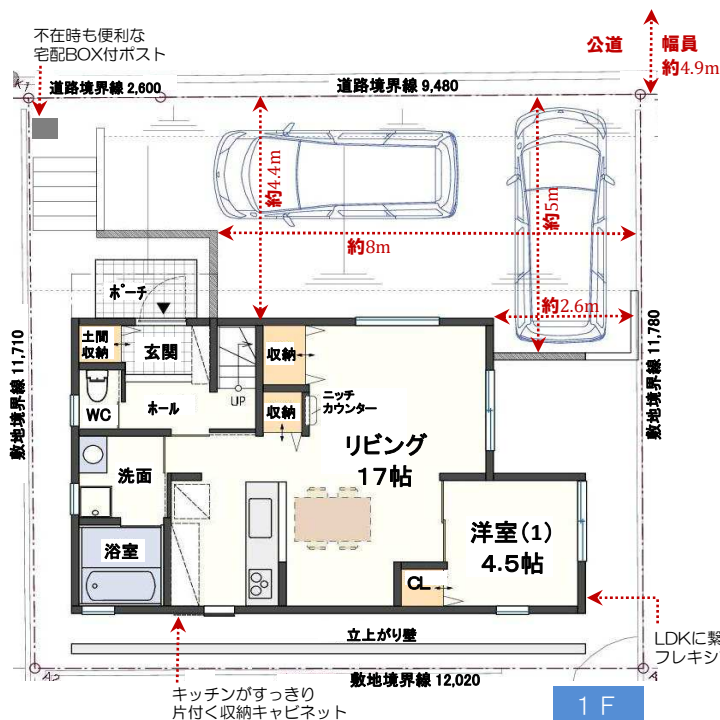 不在時も便利な
宅配BOX付ポスト
公道
幅員
約4.9m
道路境界線 2,600
道路境界線 9,480
約4.4m
約5m
約8m
約2.6m
ポーチ
土間
収納
玄関
収納
WC
ホール
UP
収納
ニッチ
カウンター
敷地境界線 11,710
敷地境界線 11,780
リビング
17帖
洗面
浴室
洋室(1)
4.5帖
CL
立上がり壁
LDKに繋
フレキシ
敷地境界線 12,020
キッチンがすっきり
片付く収納キャビネット
1 F